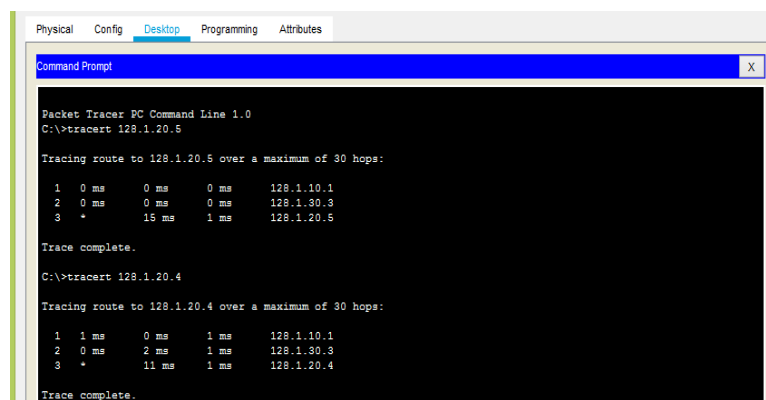 Physical Config Desktop Programming Attributes
Command Prompt X
Packet Tracer PC Command Line 1.0
C:\>tracert 128.1.20.5
Tracing route to 128.1.20.5 over a maximum of 30 hops:
1 0 ms 0 ms 0 ms 128.1.10.1
2 0 ms 0 ms 0 ms 128.1.30.3
3 * 15 ms 1 ms 128.1.20.5
Trace complete.
C:\>tracert 128.1.20.4
Tracing route to 128.1.20.4 over a maximum of 30 hops:
1 1 ms 0 ms 1 ms 128.1.10.1
2 0 ms 2 ms 1 ms 128.1.30.3
3 * 11 ms 1 ms 128.1.20.4
Trace complete.